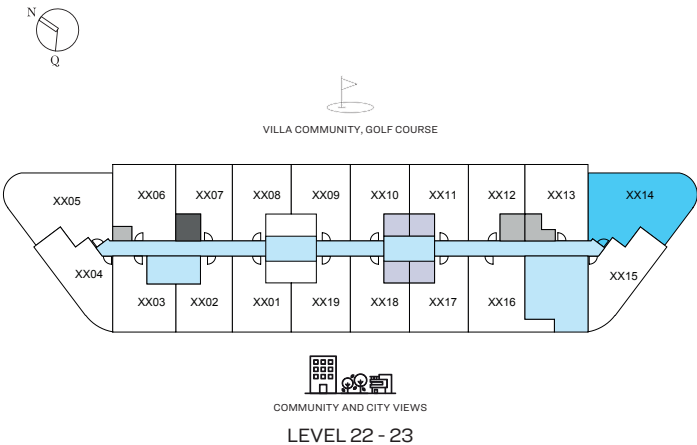 N
Q
VILLA COMMUNITY, GOLF COURSE
XX05
XX06
XX07
XX08
XX09
XX10
XX11
XX12
XX13
XX14
XX04
XX03
XX02
XX01
XX19
XX18
XX17
XX16
XX15
COMMUNITY AND CITY VIEWS
LEVEL 22 - 23